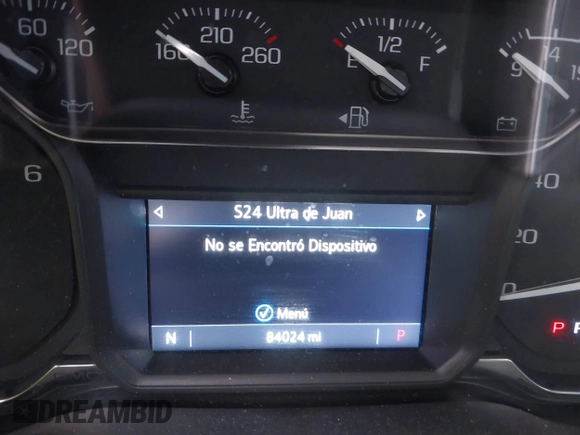 60 120
160 210 260
E 1/2 F
9 14
6
S24 Ultra de Juan
No se Encontró Dispositivo
Menú
N 84024 mi P
40
20
0
P
DREAMBID